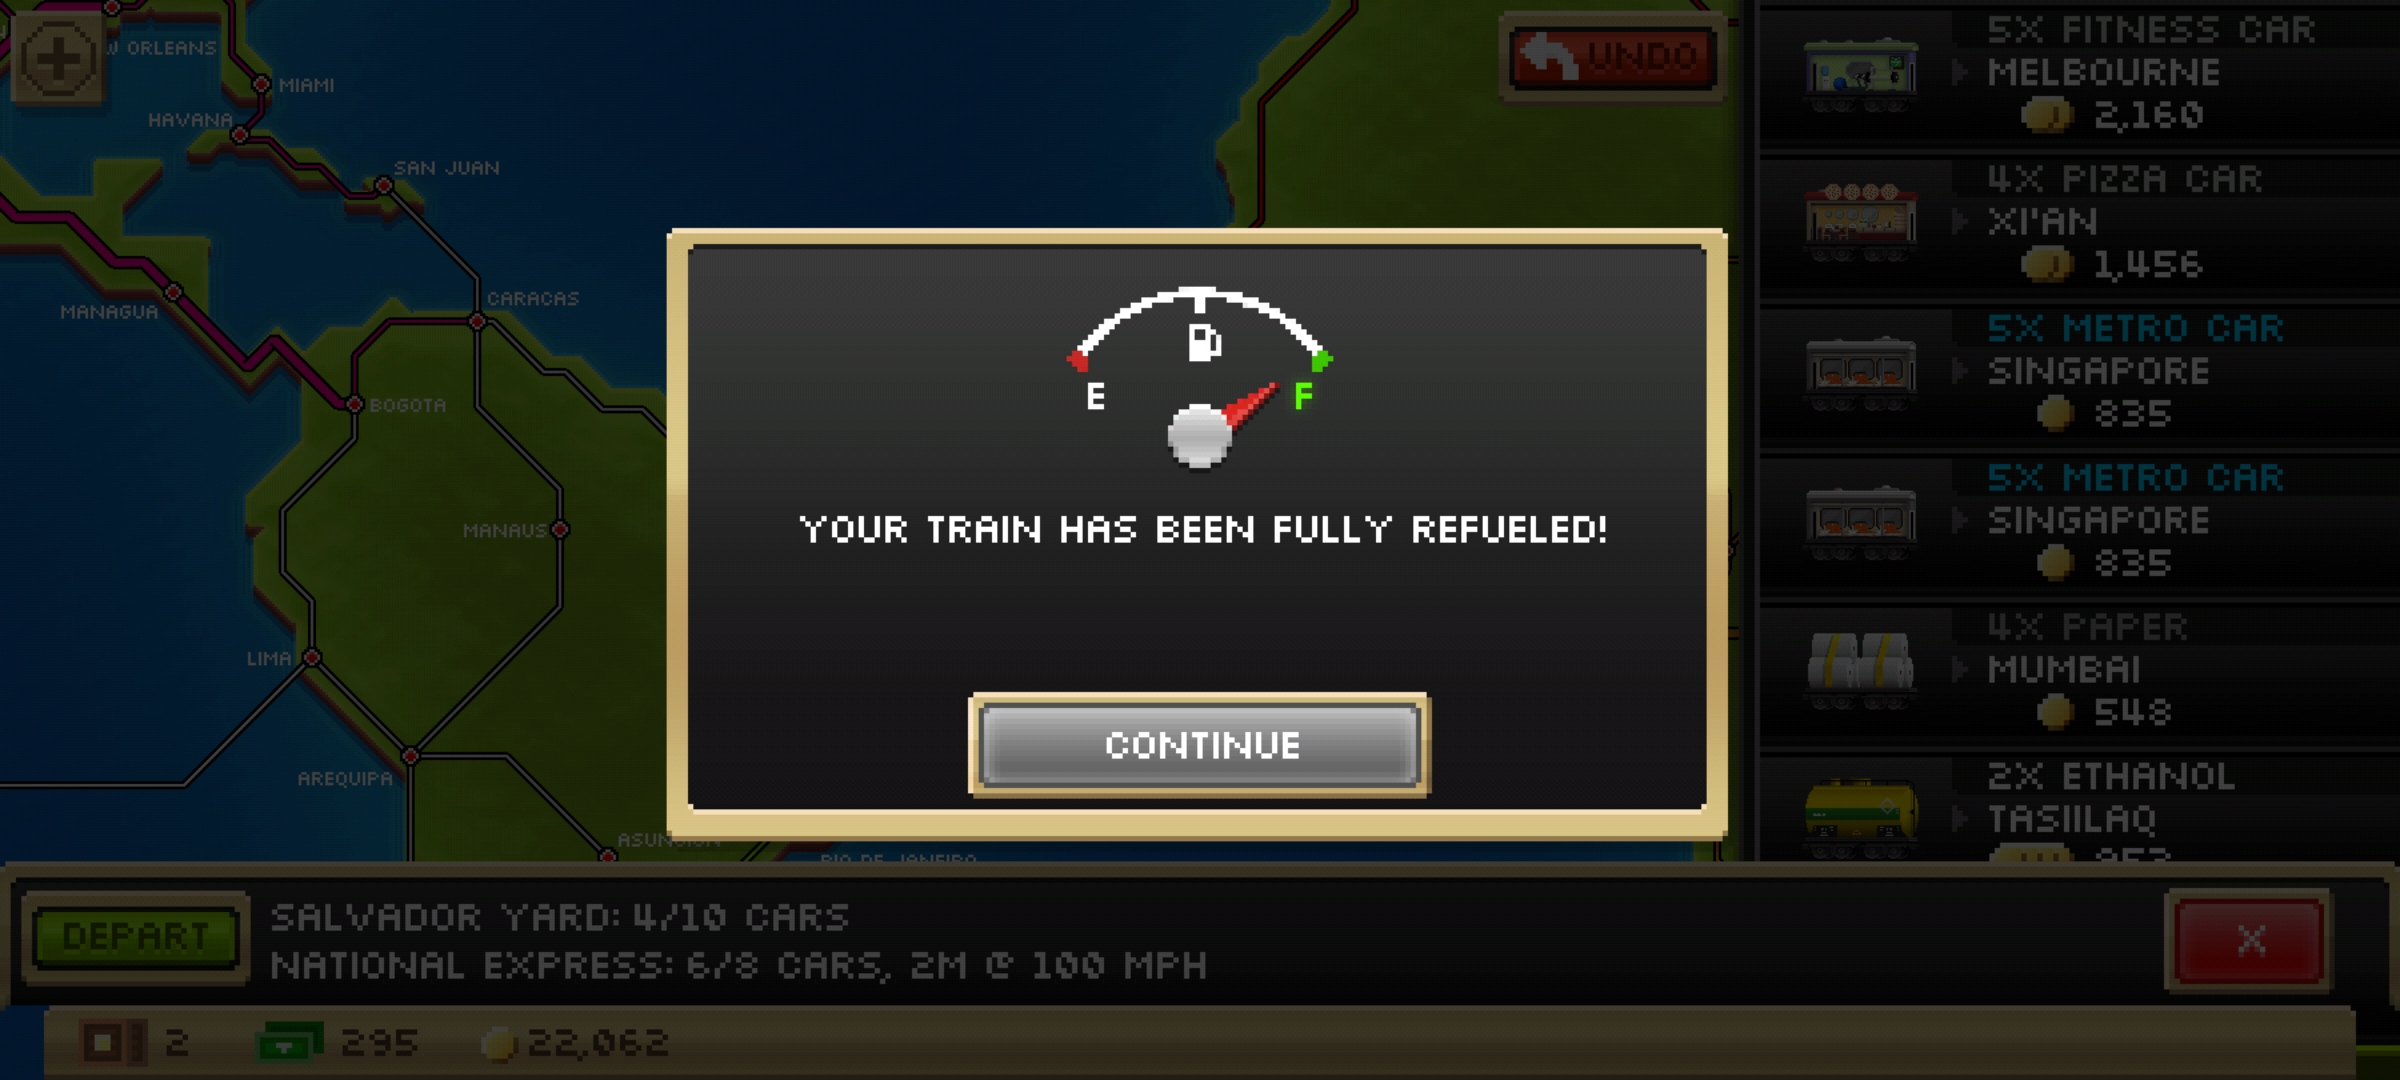 W ORLEANS
MIAMI
HAVANA
SAN JUAN
MANAGUA
CARACAS
BOGOTA
MANAUS
LIMA
AREQUIPA
RIO DE JANEIRO
UNDO
5X FITNESS CAR
MELBOURNE
2,160
4X PIZZA CAR
XI'AN
1,456
5X METRO CAR
SINGAPORE
835
5X METRO CAR
SINGAPORE
835
4X PAPER
MUMBAI
548
2X ETHANOL
TASIILAQ
E
F
YOUR TRAIN HAS BEEN FULLY REFUELED!
CONTINUE
DEPART
SALVADOR YARD: 4/10 CARS
NATIONAL EXPRESS: 6/8 CARS, 2M @ 100 MPH
X
2
295
22,062